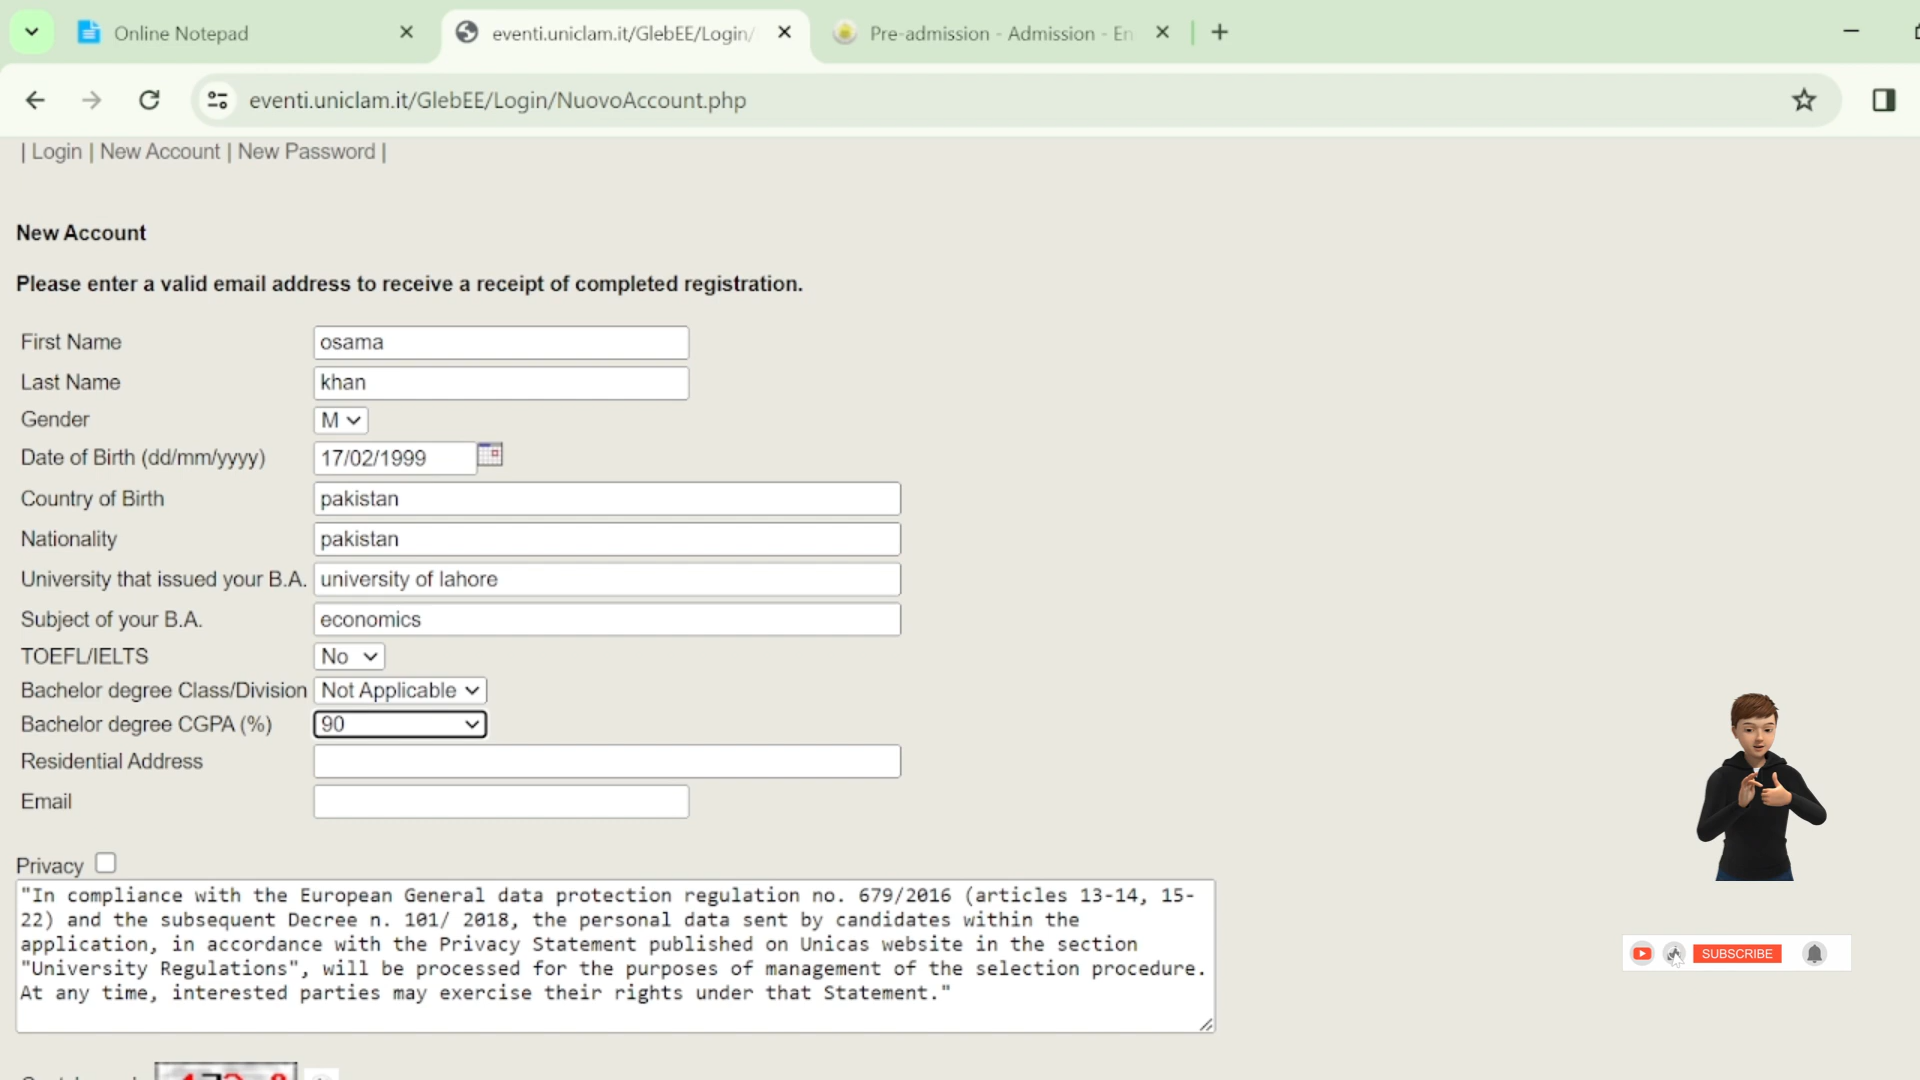 Online Notepad
eventi.uniclam.it/GlebEE/Login/
Pre-admission - Admission - En
eventi.uniclam.it/GlebEE/Login/NuovoAccount.php
| Login | New Account | New Password |
New Account
Please enter a valid email address to receive a receipt of completed registration.
First Name osama
Last Name khan
Gender M
Date of Birth (dd/mm/yyyy) 17/02/1999
Country of Birth pakistan
Nationality pakistan
University that issued your B.A. university of lahore
Subject of your B.A. economics
TOEFL/IELTS No
Bachelor degree Class/Division Not Applicable
Bachelor degree CGPA (%) 90
Residential Address
Email
Privacy
"In compliance with the European General data protection regulation no. 679/2016 (articles 13-14, 15-
22) and the subsequent Decree n. 101/ 2018, the personal data sent by candidates within the
application, in accordance with the Privacy Statement published on Unicas website in the section
"University Regulations", will be processed for the purposes of management of the selection procedure.
At any time, interested parties may exercise their rights under that Statement."
SUBSCRIBE